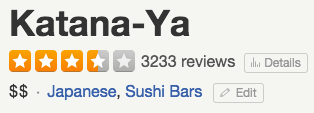 Katana-Ya
3233 reviews Details
$$ · Japanese, Sushi Bars Edit